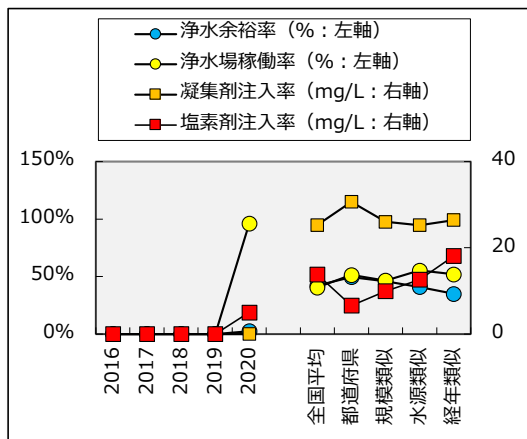 浄水余裕率（%：左軸）
浄水場稼働率（%：左軸）
凝集剤注入率（mg/L：右軸）
塩素剤注入率（mg/L：右軸）
150%
100%
50%
0%
40
20
0
2016
2017
2018
2019
2020
全国平均
都道府県
規模類似
水源類似
経年類似